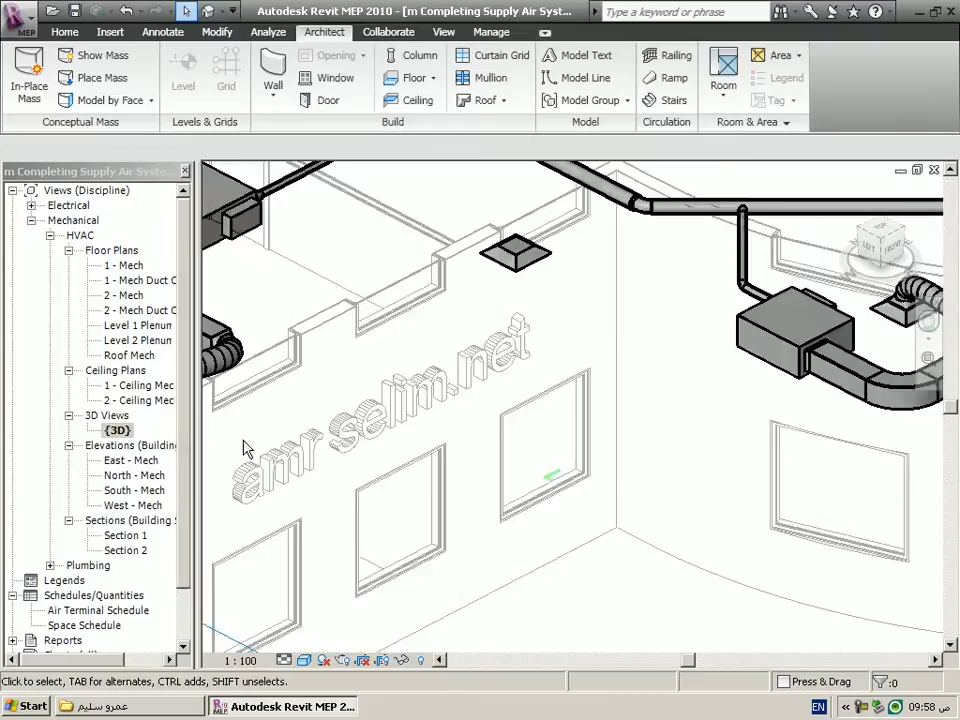 Autodesk Revit MEP 2010 - [m Completing Supply Air Syst...
Type a keyword or phrase
MEP
Home Insert Annotate Modify Analyze Architect Collaborate View Manage
In-Place Mass
Show Mass
Place Mass
Model by Face
Conceptual Mass
Level
Grid
Levels & Grids
Wall
Opening
Window
Door
Column
Floor
Ceiling
Curtain Grid
Mullion
Roof
Build
Model Text
Model Line
Model Group
Model
Railing
Ramp
Stairs
Circulation
Room
Area
Legend
Tag
Room & Area
m Completing Supply Air Syste...
Views (Discipline)
Electrical
Mechanical
HVAC
Floor Plans
1 - Mech
1 - Mech Duct C
2 - Mech
2 - Mech Duct C
Level 1 Plenum
Level 2 Plenum
Roof Mech
Ceiling Plans
1 - Ceiling Mec
2 - Ceiling Mec
3D Views
{3D}
Elevations (Building
East - Mech
North - Mech
South - Mech
West - Mech
Sections (Building S
Section 1
Section 2
Plumbing
Legends
Schedules/Quantities
Air Terminal Schedule
Space Schedule
Reports
amr selim.net
TOP
LEFT
FRONT
1 : 100
Click to select, TAB for alternates, CTRL adds, SHIFT unselects.
Press & Drag
:0
Start
عمرو سليم
Autodesk Revit MEP 2...
EN
09:58 ص